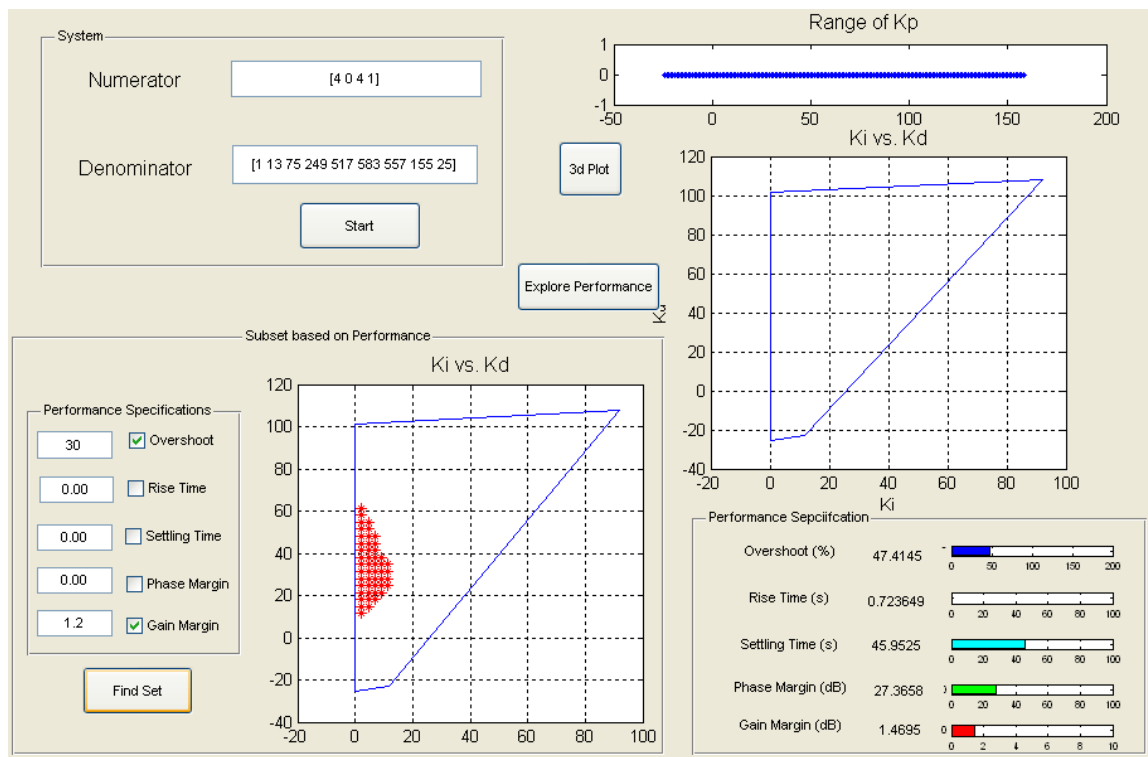 System
Numerator
[4 0 4 1]
Denominator
[1 13 75 249 517 583 557 155 25]
Start
Range of Kp
1
0
-1
-50 0 50 100 150 200
3d Plot
Explore Performance
Ki vs. Kd
120
100
80
60
40
20
0
-20
-40
-20 0 20 40 60 80 100
Ki
Subset based on Performance
Performance Specifications
30 Overshoot
0.00 Rise Time
0.00 Settling Time
0.00 Phase Margin
1.2 Gain Margin
Find Set
Ki vs. Kd
120
100
80
60
40
20
0
-20
-40
-20 0 20 40 60 80 100
Performance Sepciifcation
Overshoot (%) 47.4145
0 50 100 150 200
Rise Time (s) 0.723649
0 20 40 60 80 100
Settling Time (s) 45.9525
0 20 40 60 80 100
Phase Margin (dB) 27.3658
0 20 40 60 80 100
Gain Margin (dB) 1.4695
0
0 2 4 6 8 10